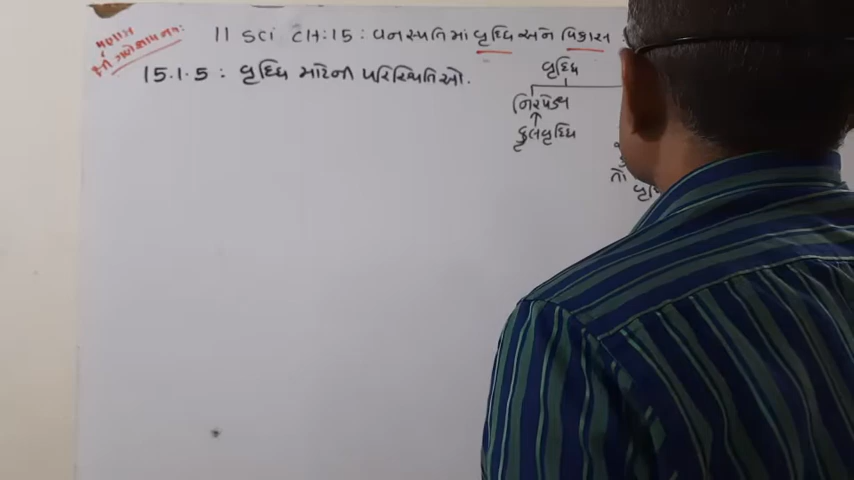 11 SCI CH:15 : વનસ્પતિમાં વૃધ્ધિ અને વિકાસ :
15.1.5 : વૃધ્ધિ માટેની પરિસ્થિતિઓ.
વૃધ્ધિ
નિરપેક્ષ
કુલવૃધ્ધિ